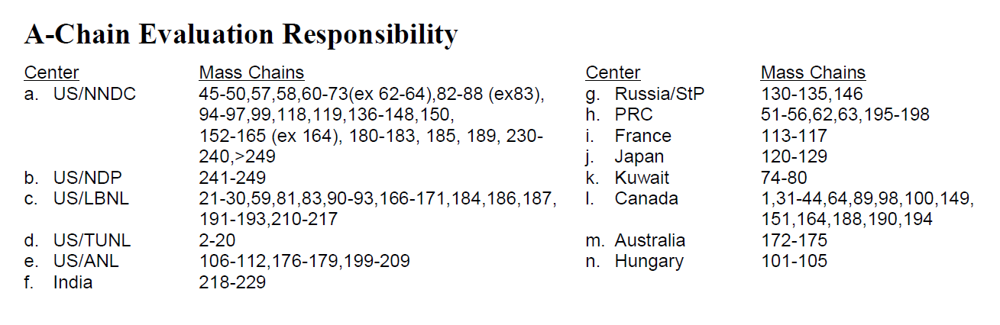 A-Chain Evaluation Responsibility
Center Mass Chains
a. US/NNDC 45-50,57,58,60-73(ex 62-64),82-88 (ex83),
94-97,99,118,119,136-148,150,
152-165 (ex 164), 180-183, 185, 189, 230-
240,>249
b. US/NDP 241-249
c. US/LBNL 21-30,59,81,83,90-93,166-171,184,186,187,
191-193,210-217
d. US/TUNL 2-20
e. US/ANL 106-112,176-179,199-209
f. India 218-229
Center Mass Chains
g. Russia/StP 130-135,146
h. PRC 51-56,62,63,195-198
i. France 113-117
j. Japan 120-129
k. Kuwait 74-80
l. Canada 1,31-44,64,89,98,100,149,
151,164,188,190,194
m. Australia 172-175
n. Hungary 101-105